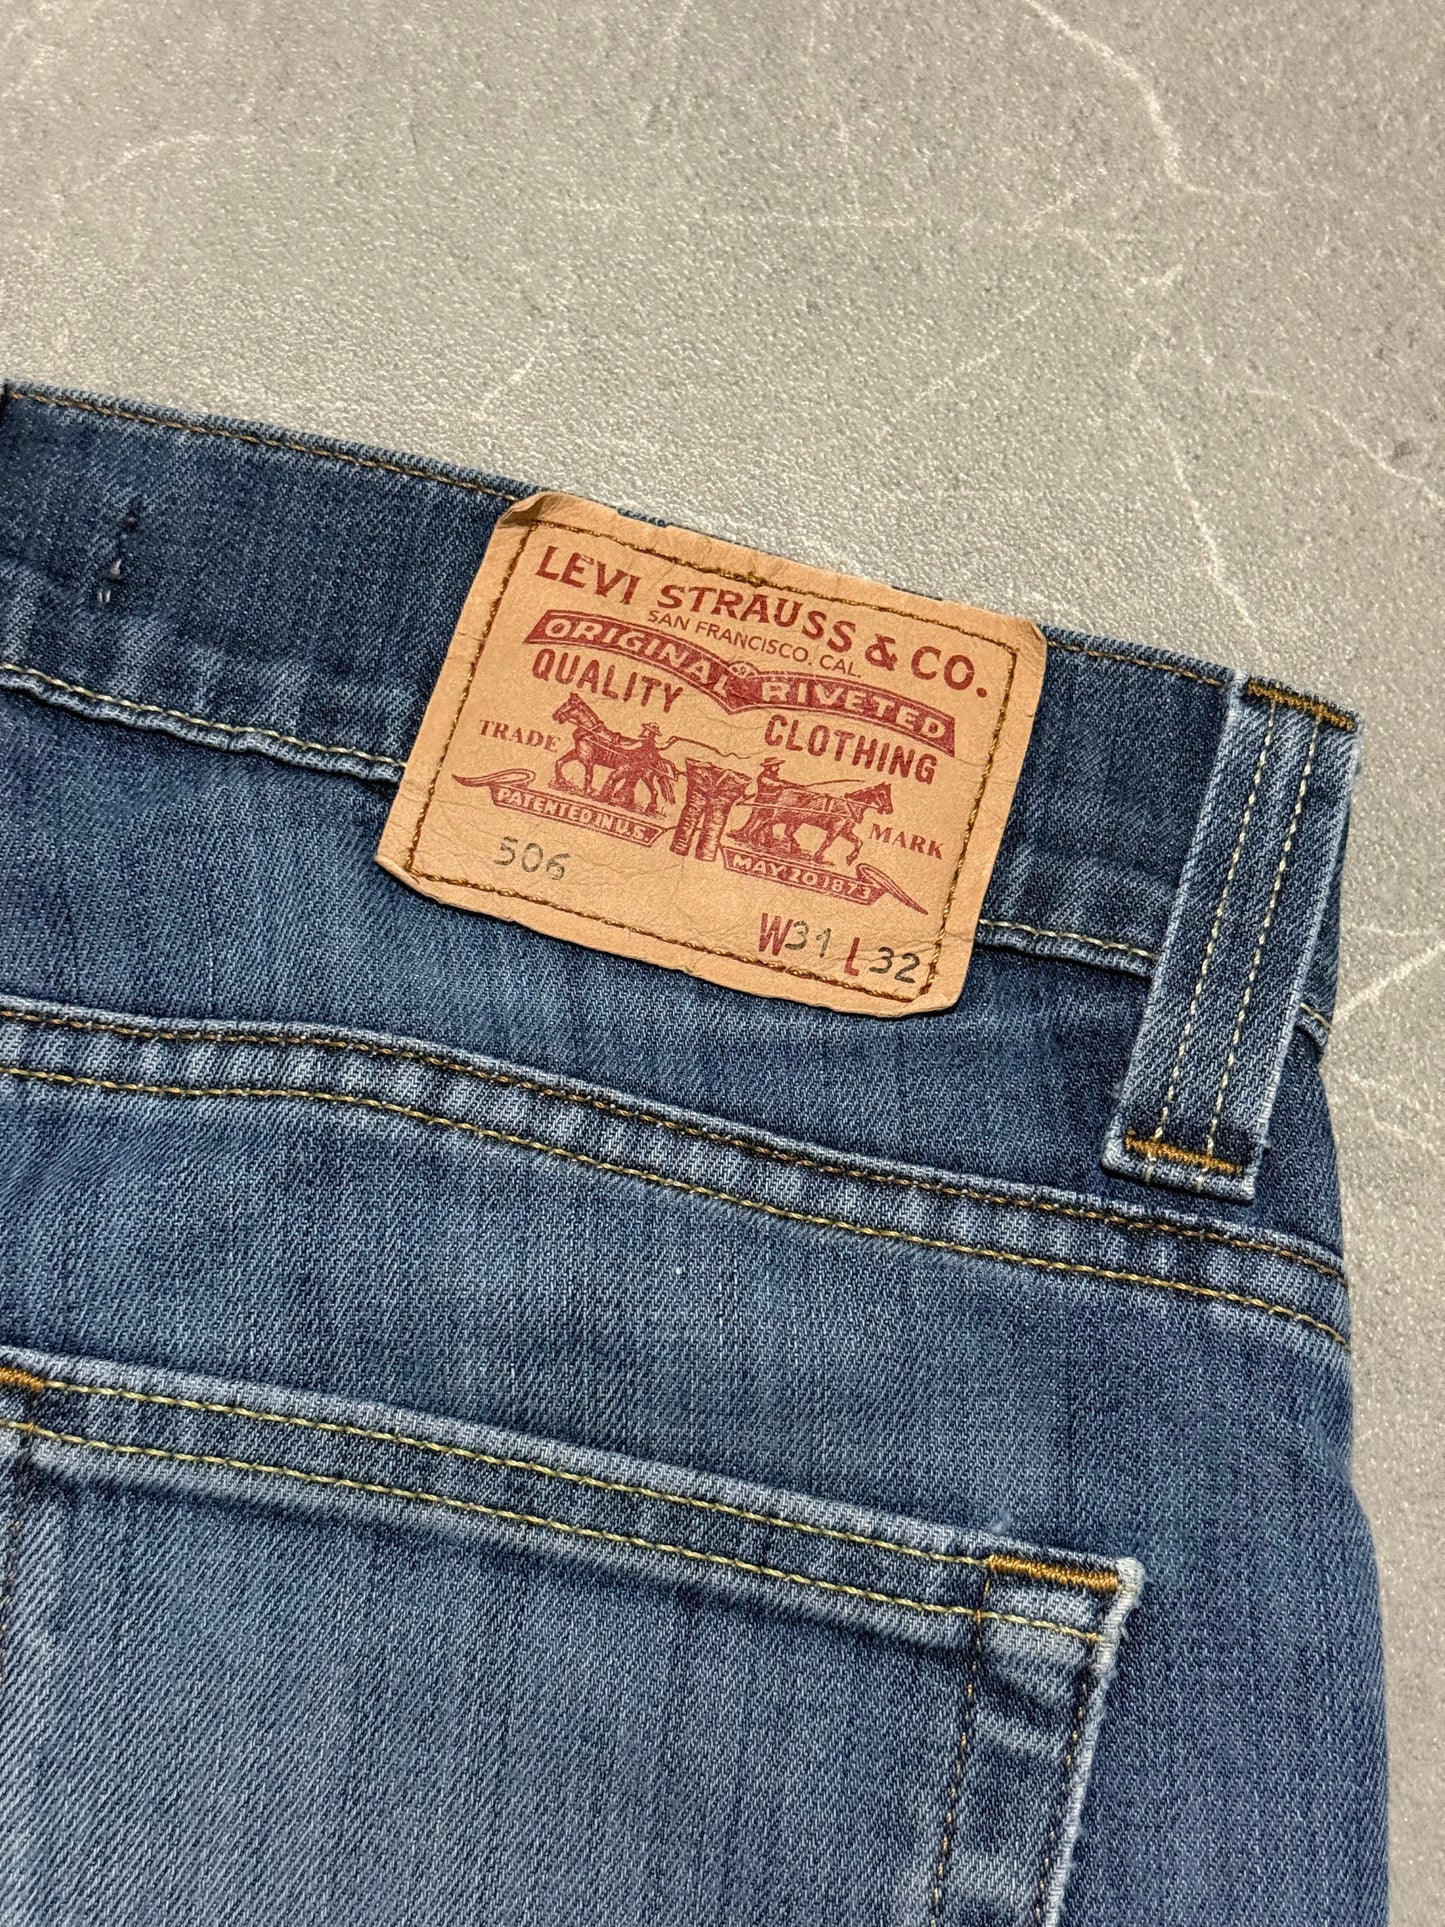 LEVI STRAUSS & CO.
SAN FRANCISCO, CAL.
ORIGINAL RIVETED
QUALITY CLOTHING
TRADE MARK
PATENTED IN U.S. MAY 20 1873
506
W31 L32